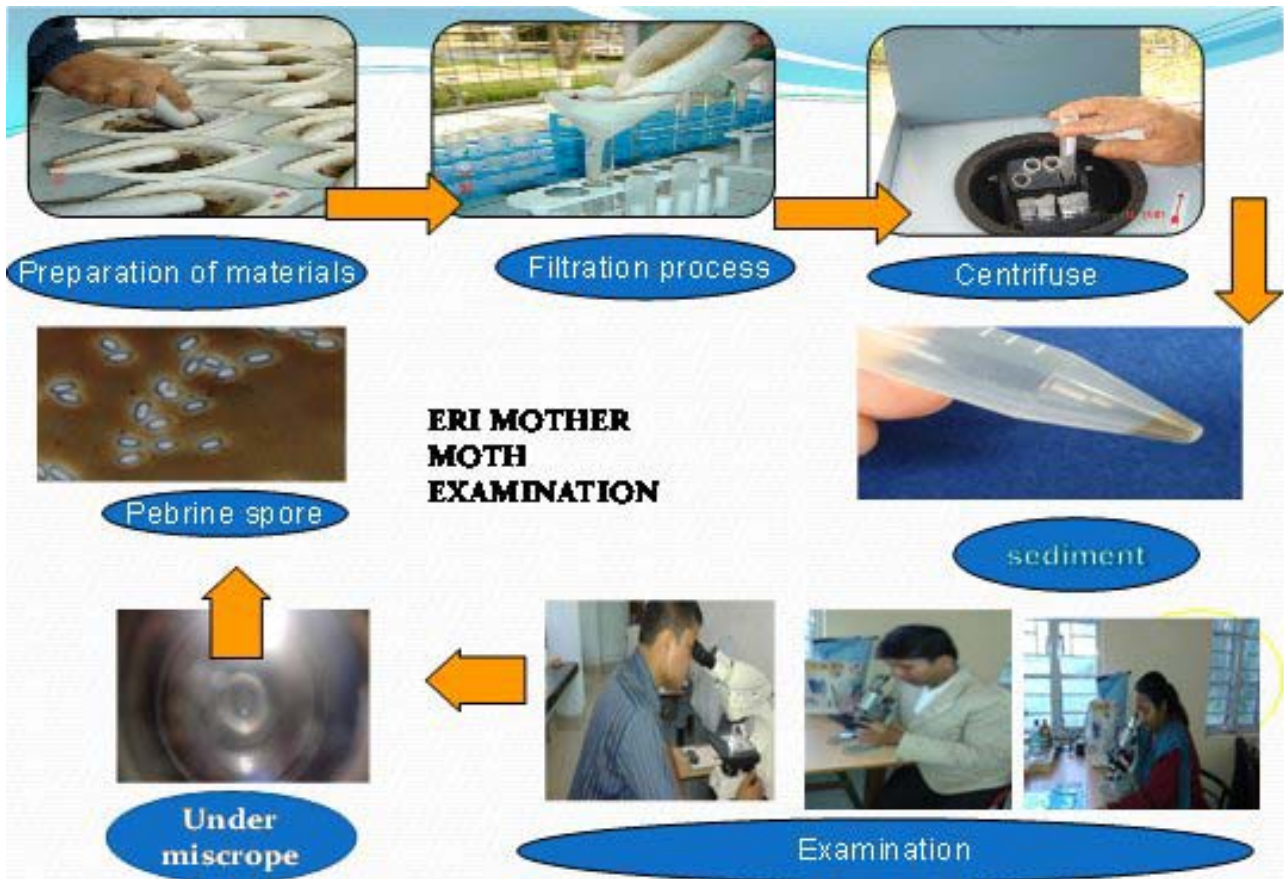 Preparation of materials
Filtration process
Centrifuse
Pebrine spore
ERI MOTHER
MOTH
EXAMINATION
sediment
Under
miscrope
Examination